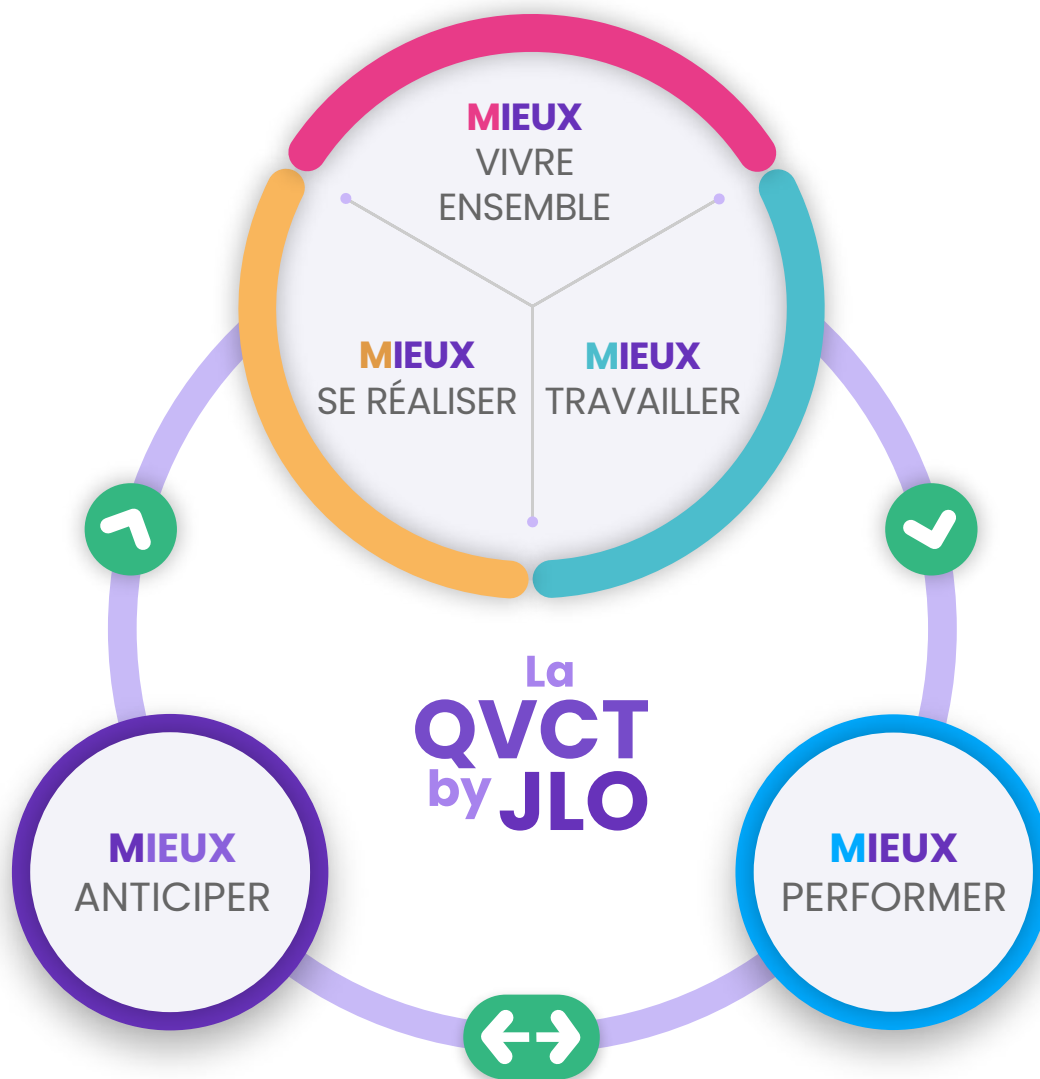 MIEUX
VIVRE
ENSEMBLE
MIEUX
SE RÉALISER
MIEUX
TRAVAILLER
La
QVCT
by JLO
MIEUX
ANTICIPER
MIEUX
PERFORMER